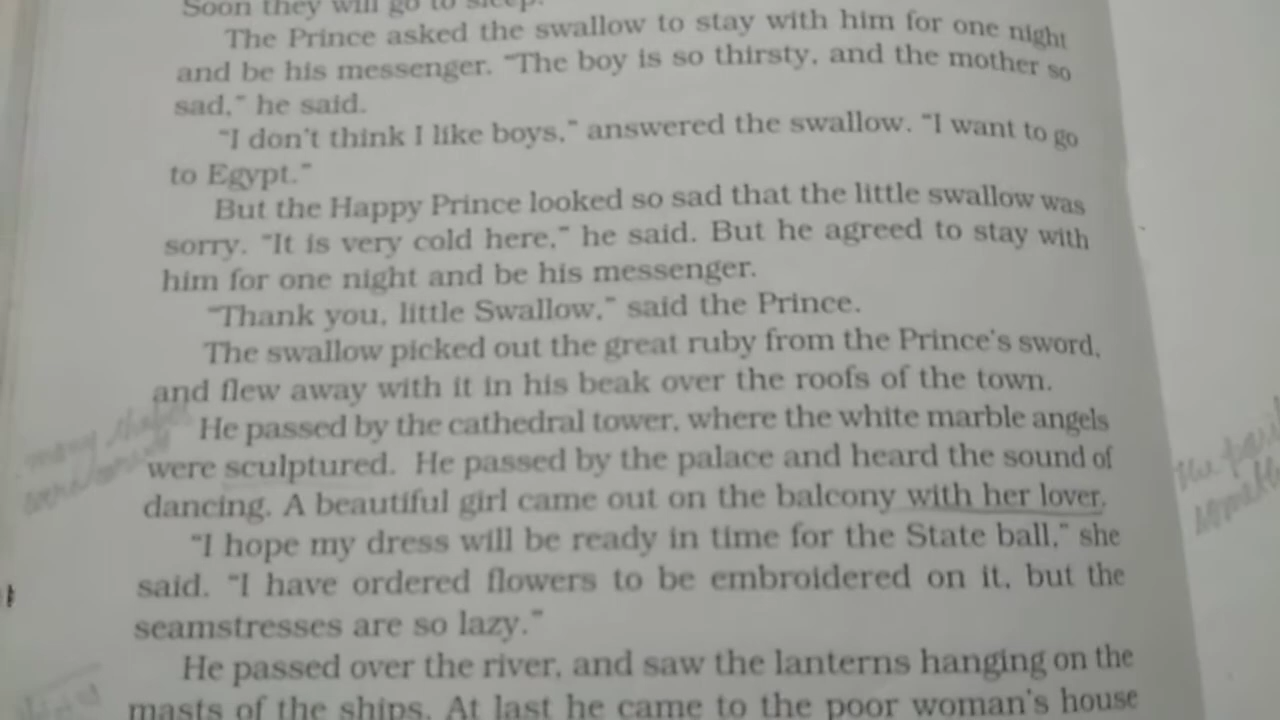 Soon they will go to sleep.
The Prince asked the swallow to stay with him for one night
and be his messenger. “The boy is so thirsty, and the mother so
sad,” he said.
“I don't think I like boys,” answered the swallow. “I want to go
to Egypt.”
But the Happy Prince looked so sad that the little swallow was
sorry. “It is very cold here,” he said. But he agreed to stay with
him for one night and be his messenger.
“Thank you, little Swallow,” said the Prince.
The swallow picked out the great ruby from the Prince's sword,
and flew away with it in his beak over the roofs of the town.
He passed by the cathedral tower, where the white marble angels
were sculptured. He passed by the palace and heard the sound of
dancing. A beautiful girl came out on the balcony with her lover.
“I hope my dress will be ready in time for the State ball,” she
said. “I have ordered flowers to be embroidered on it, but the
seamstresses are so lazy.”
He passed over the river, and saw the lanterns hanging on the
masts of the ships. At last he came to the poor woman's house
many
the